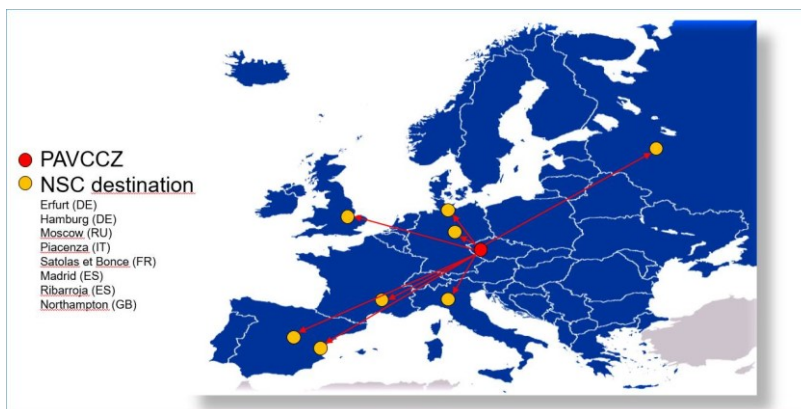 PAVCCZ
NSC destination
Erfurt (DE)
Hamburg (DE)
Moscow (RU)
Piacenza (IT)
Satolas et Bonce (FR)
Madrid (ES)
Ribarroja (ES)
Northampton (GB)